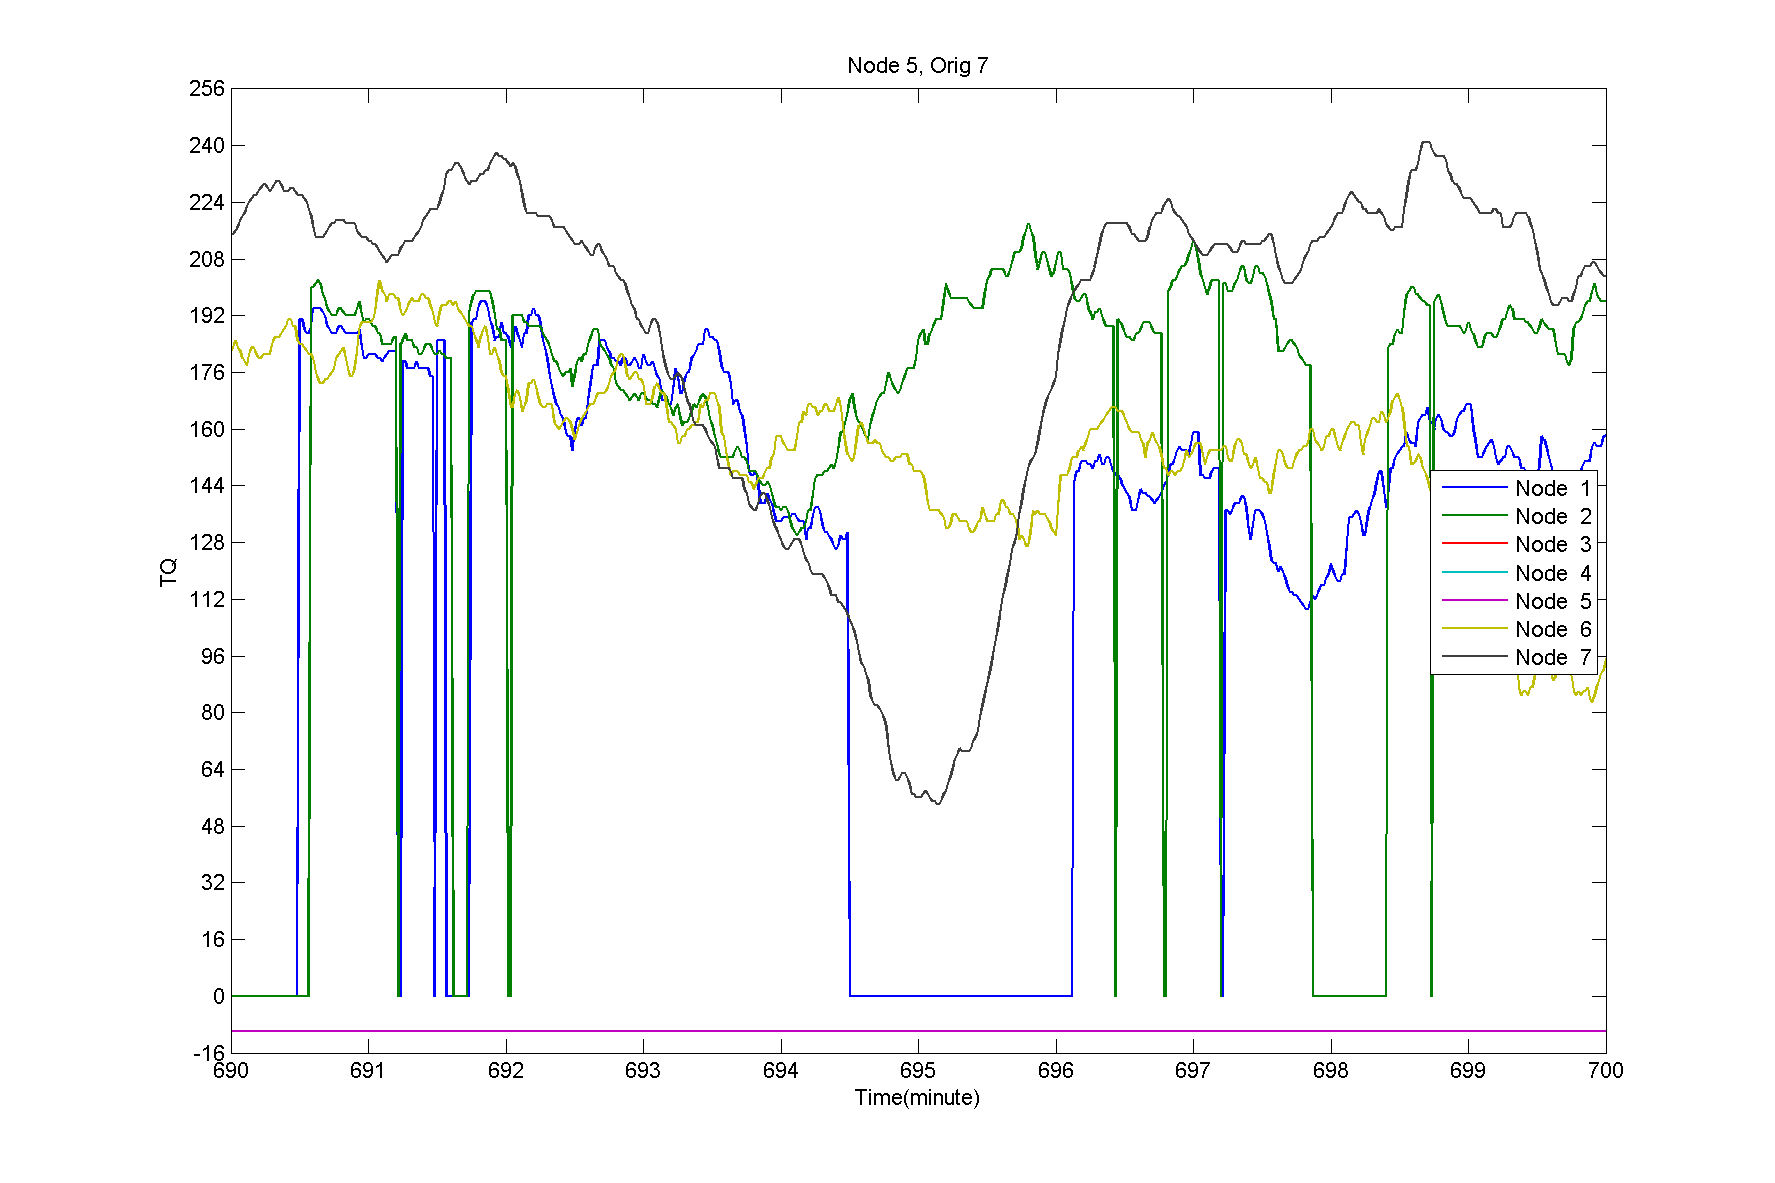 Node 5, Orig 7
256
240
224
208
192
176
160
144
128
112
96
80
64
48
32
16
0
-16
TQ
690 691 692 693 694 695 696 697 698 699 700
Time(minute)
Node 1
Node 2
Node 3
Node 4
Node 5
Node 6
Node 7